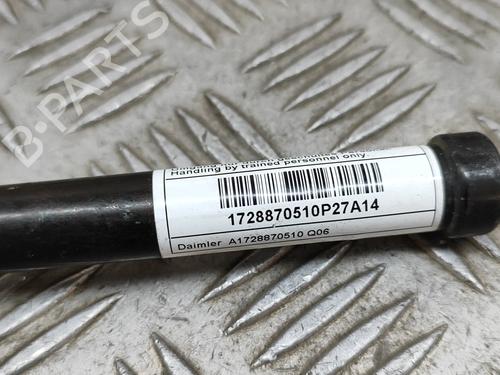 B-PARTS
Handling by trained personnel only.
1728870510P27A14
Daimler A1728870510 Q06